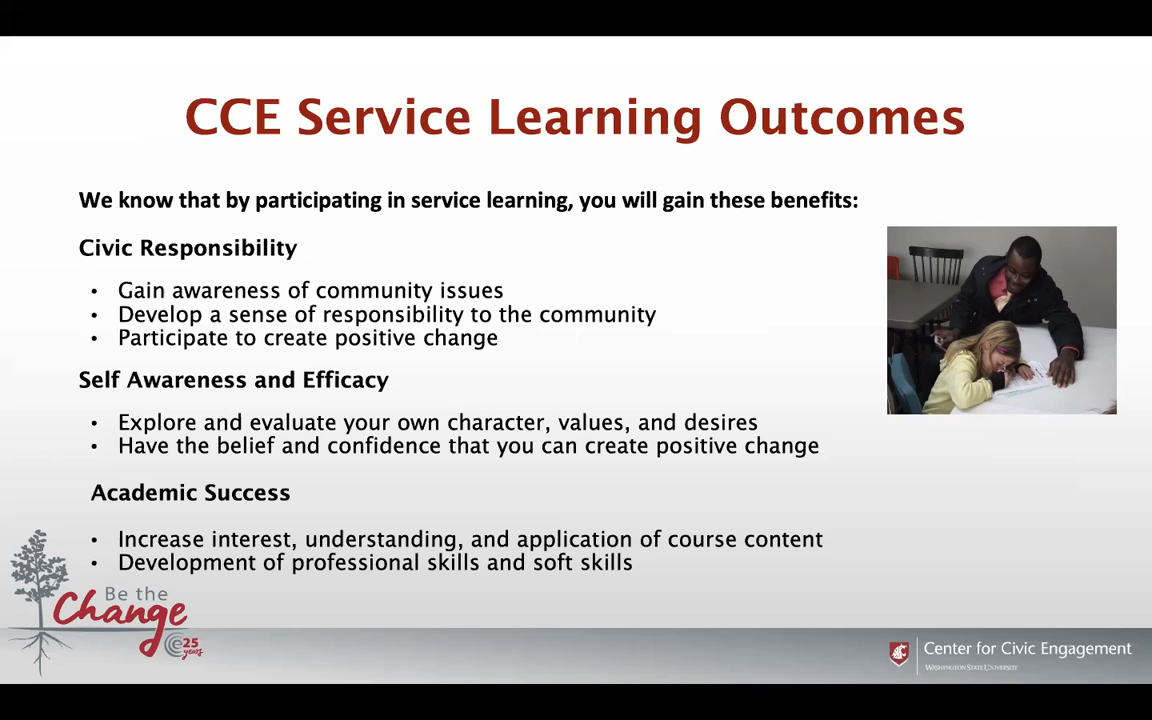 CCE Service Learning Outcomes
We know that by participating in service learning, you will gain these benefits:
Civic Responsibility
• Gain awareness of community issues
• Develop a sense of responsibility to the community
• Participate to create positive change
Self Awareness and Efficacy
• Explore and evaluate your own character, values, and desires
• Have the belief and confidence that you can create positive change
Academic Success
• Increase interest, understanding, and application of course content
• Development of professional skills and soft skills
Be the
Change
25
years
Center for Civic Engagement
WASHINGTON STATE UNIVERSITY